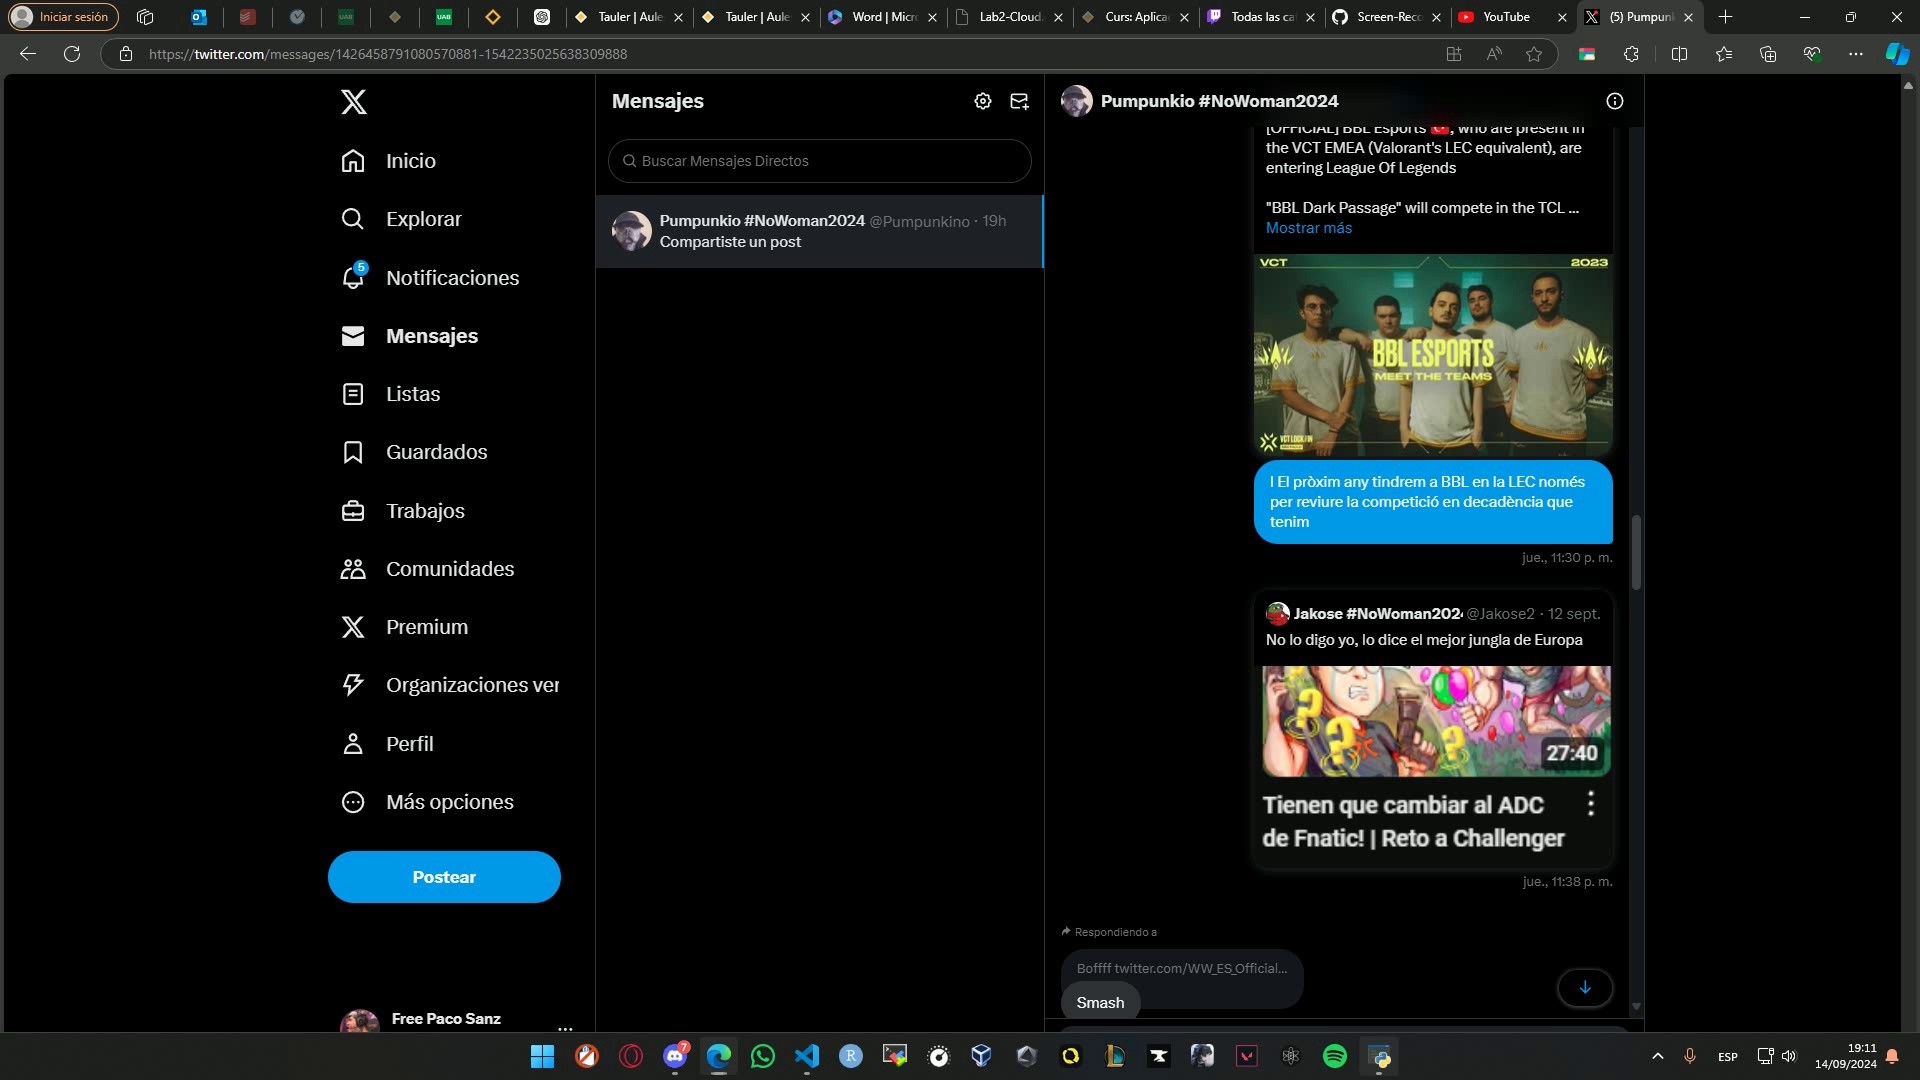 Iniciar sesión
Tauler | Aule
Tauler | Aule
Word | Micr
Lab2-Cloud.
Curs: Aplica
Todas las ca
Screen-Reco
YouTube
(5) Pumpun
https://twitter.com/messages/1426458791080570881-1542235025638309888
Inicio
Explorar
5
Notificaciones
Mensajes
Listas
Guardados
Trabajos
Comunidades
Premium
Organizaciones ver
Perfil
Más opciones
Postear
Free Paco Sanz
Mensajes
Buscar Mensajes Directos
Pumpunkio #NoWoman2024 @Pumpunkino · 19h
Compartiste un post
Pumpunkio #NoWoman2024
[OFFICIAL] BBL Esports 🇹🇷, who are present in
the VCT EMEA (Valorant's LEC equivalent), are
entering League Of Legends
"BBL Dark Passage" will compete in the TCL ...
Mostrar más
VCT 2023
BBL ESPORTS
MEET THE TEAMS
VCT LOCK//IN
! El pròxim any tindrem a BBL en la LEC només
per reviure la competició en decadència que
tenim
jue., 11:30 p. m.
Jakose #NoWoman202 @Jakose2 · 12 sept.
No lo digo yo, lo dice el mejor jungla de Europa
27:40
Tienen que cambiar al ADC
de Fnatic! | Reto a Challenger
jue., 11:38 p. m.
Respondiendo a
Boffff twitter.com/WW_ES_Official...
Smash
7
ESP
19:11
14/09/2024